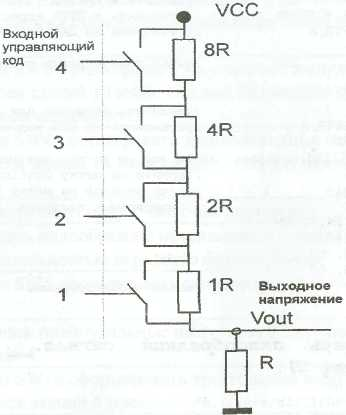 VCC
Входной
управляющий
код
8R
4
4R
3
2R
2
1R
1
Выходное
напряжение
Vout
R